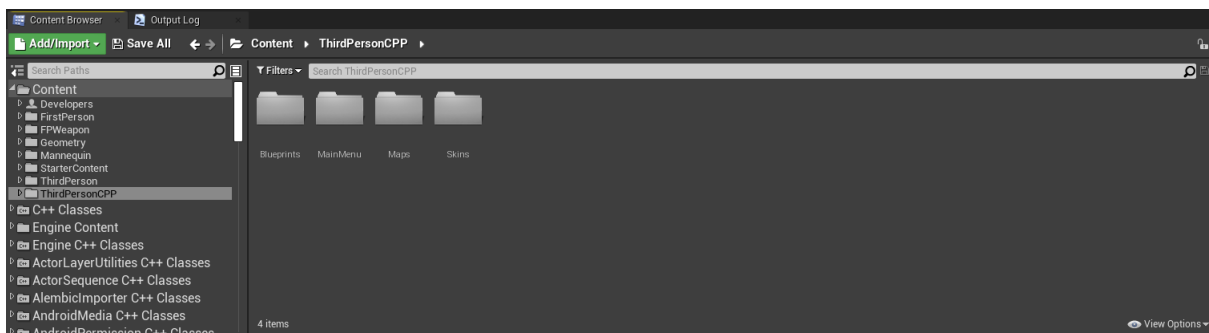 Content Browser
Output Log
Add/Import
Save All
Content
ThirdPersonCPP
Search Paths
Filters
Search ThirdPersonCPP
Content
Developers
FirstPerson
FPWeapon
Geometry
Mannequin
StarterContent
ThirdPerson
ThirdPersonCPP
C++ Classes
Engine Content
Engine C++ Classes
ActorLayerUtilities C++ Classes
ActorSequence C++ Classes
AlembicImporter C++ Classes
AndroidMedia C++ Classes
AndroidPermission C++ Classes
Blueprints
MainMenu
Maps
Skins
4 items
View Options